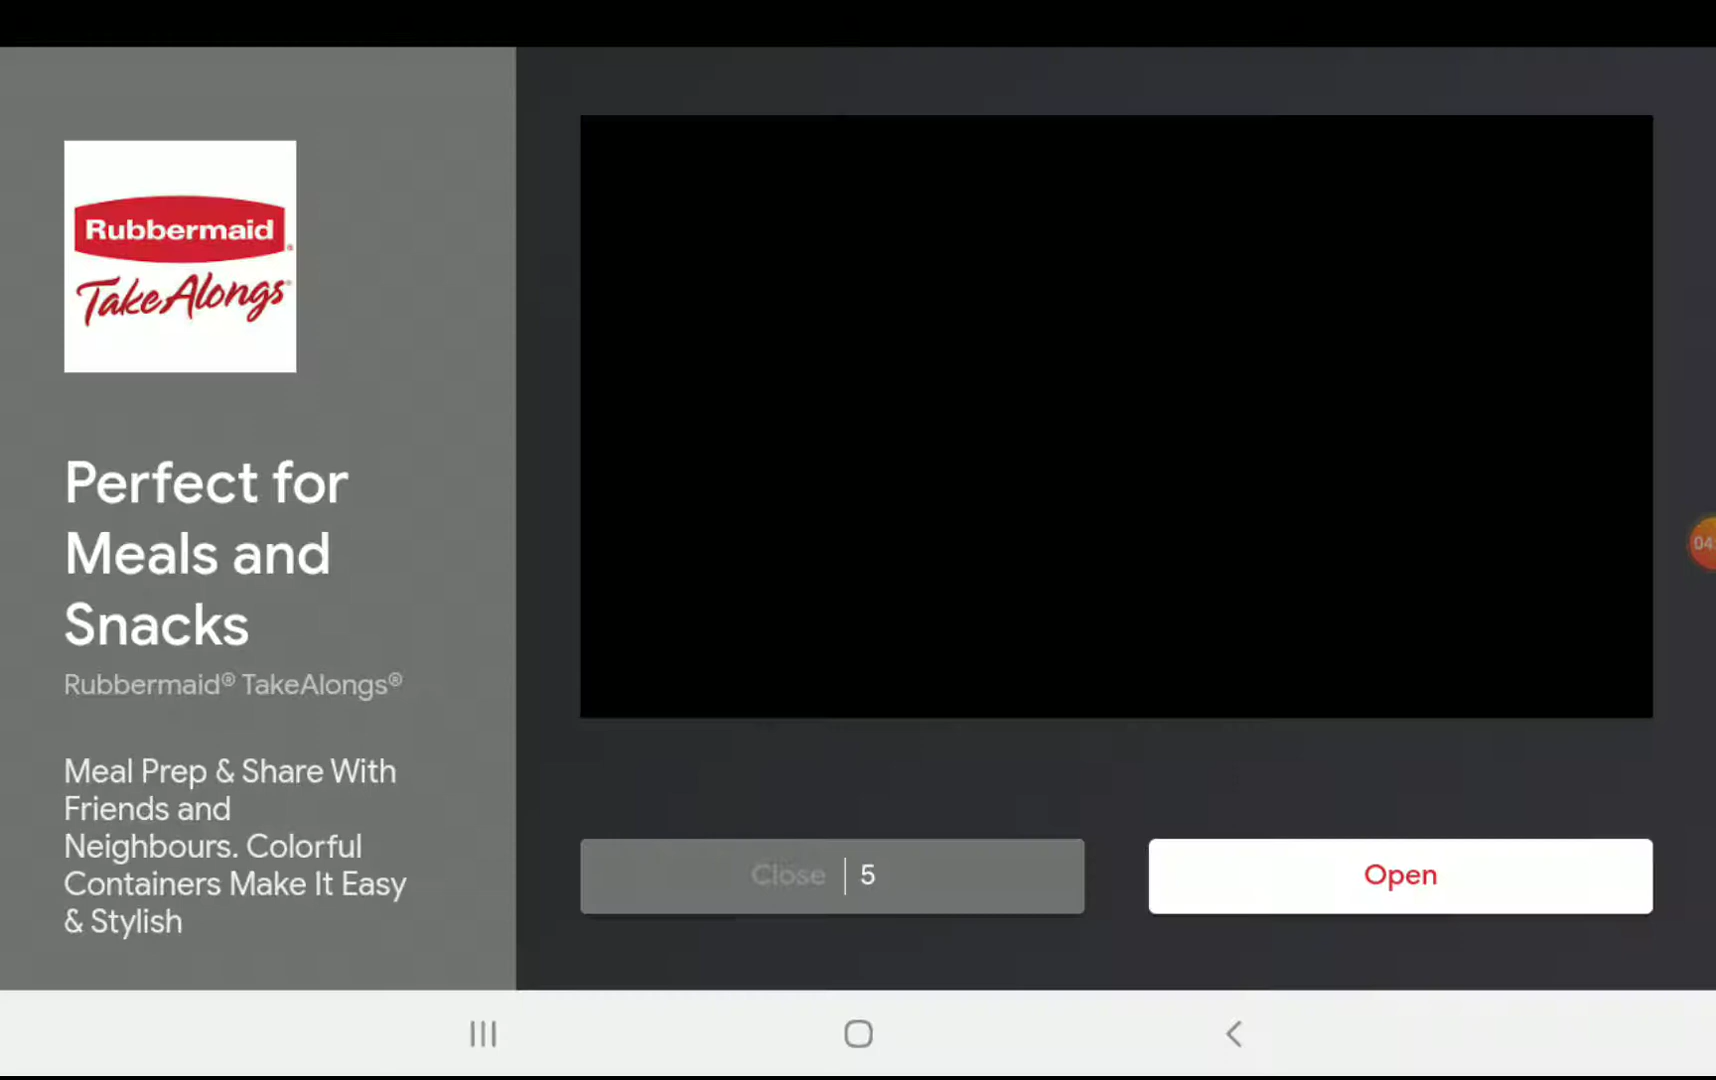 Rubbermaid®
TakeAlongs®
Perfect for
Meals and
Snacks
Rubbermaid® TakeAlongs®
Meal Prep & Share With
Friends and
Neighbours. Colorful
Containers Make It Easy
& Stylish
Close | 5
Open
04